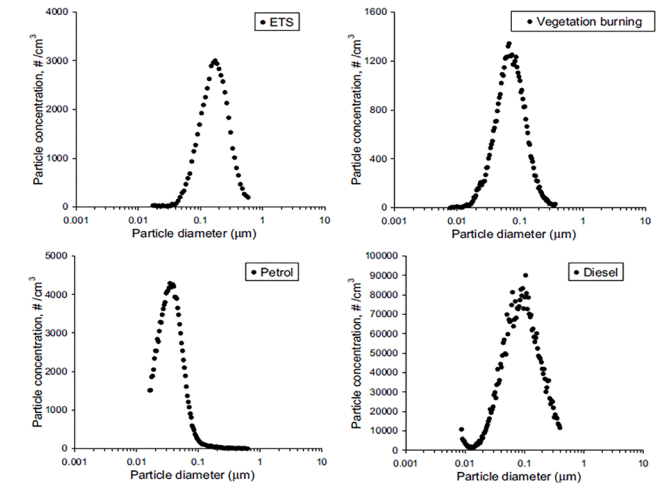 ETS
Particle concentration, # /cm³
4000
3000
2000
1000
0
0.001 0.01 0.1 1 10
Particle diameter (μm)
Vegetation burning
Particle concentration, # /cm³
1600
1200
800
400
0
0.001 0.01 0.1 1 10
Particle diameter (μm)
Petrol
Particle concentration, # /cm³
5000
4000
3000
2000
1000
0
0.001 0.01 0.1 1 10
Particle diameter (μm)
Diesel
Particle concentration, # /cm³
100000
90000
80000
70000
60000
50000
40000
30000
20000
10000
0
0.001 0.01 0.1 1 10
Particle diameter (μm)